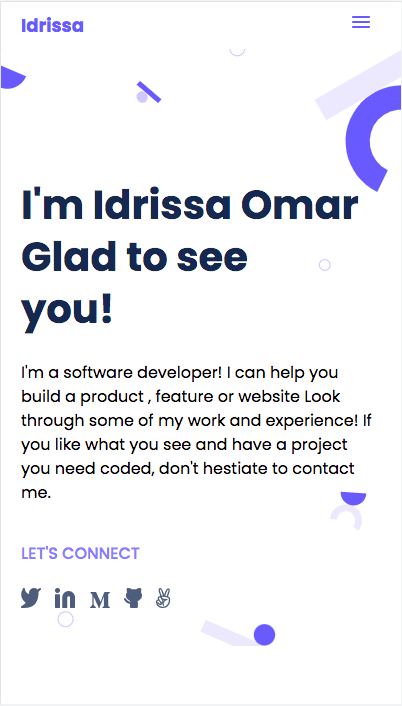 Idrissa
I'm Idrissa Omar
Glad to see
you!
I'm a software developer! I can help you
build a product , feature or website Look
through some of my work and experience! If
you like what you see and have a project
you need coded, don't hestiate to contact
me.
LET'S CONNECT